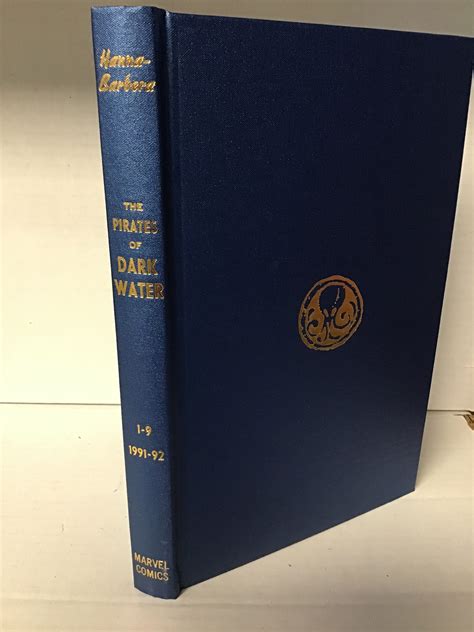 Hanna-
Barbera
THE
PIRATES
OF
DARK
WATER
1-9
1991-92
MARVEL
COMICS